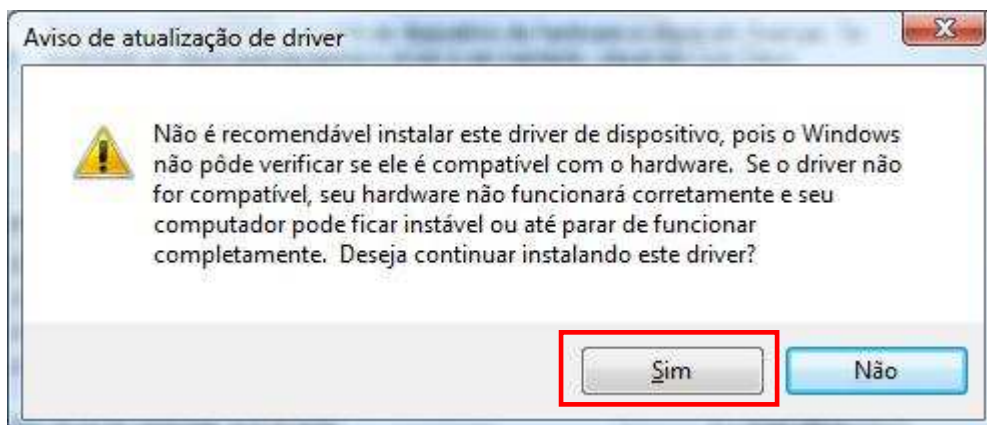 Aviso de atualização de driver
Não é recomendável instalar este driver de dispositivo, pois o Windows
não pôde verificar se ele é compatível com o hardware.  Se o driver não
for compatível, seu hardware não funcionará corretamente e seu
computador pode ficar instável ou até parar de funcionar
completamente.  Deseja continuar instalando este driver?
Sim
Não